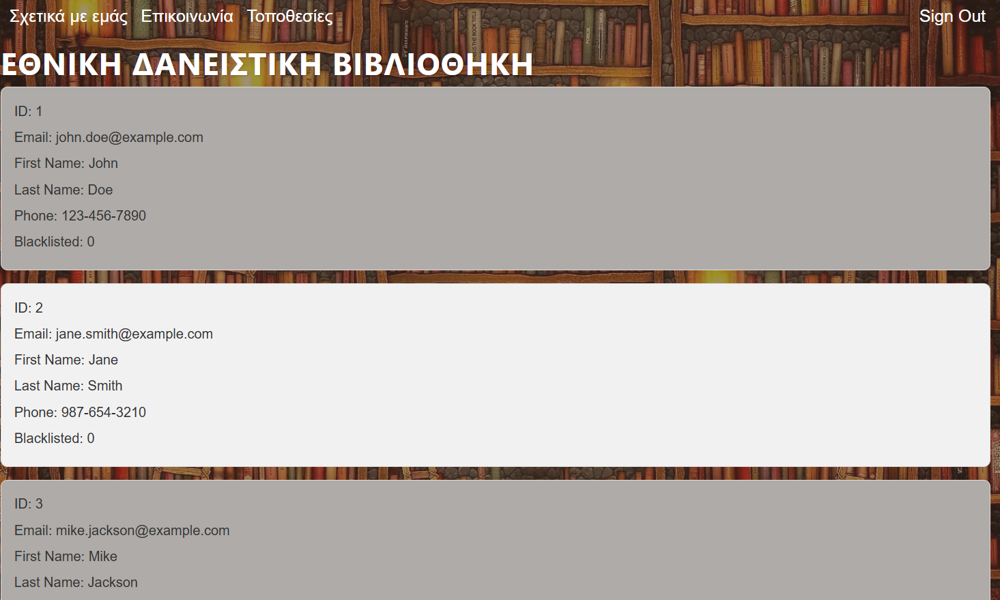 Σχετικά με εμάς Επικοινωνία Τοποθεσίες Sign Out
ΕΘΝΙΚΗ ΔΑΝΕΙΣΤΙΚΗ ΒΙΒΛΙΟΘΗΚΗ
ID: 1
Email: john.doe@example.com
First Name: John
Last Name: Doe
Phone: 123-456-7890
Blacklisted: 0
ID: 2
Email: jane.smith@example.com
First Name: Jane
Last Name: Smith
Phone: 987-654-3210
Blacklisted: 0
ID: 3
Email: mike.jackson@example.com
First Name: Mike
Last Name: Jackson